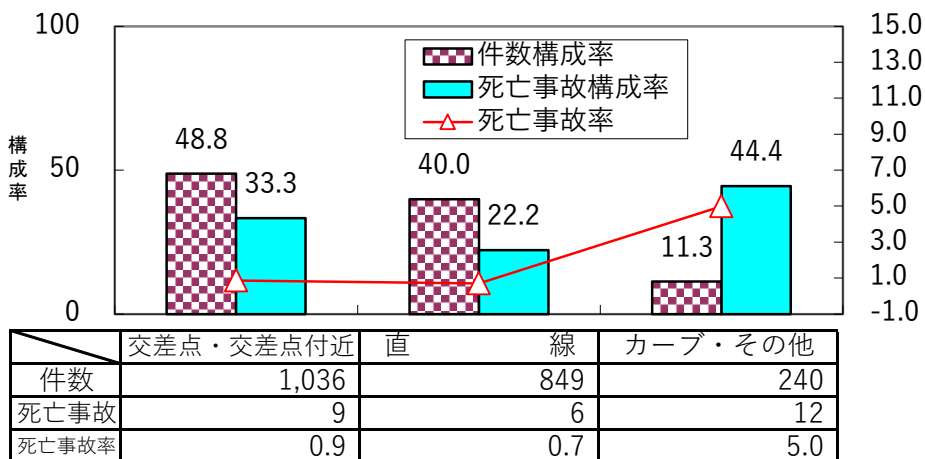 100
50
0
構成率
15.0
13.0
11.0
9.0
7.0
5.0
3.0
1.0
-1.0
件数構成率
死亡事故構成率
死亡事故率
48.8
33.3
40.0
22.2
11.3
44.4
交差点・交差点付近 直線 カーブ・その他
件数 1,036 849 240
死亡事故 9 6 12
死亡事故率 0.9 0.7 5.0